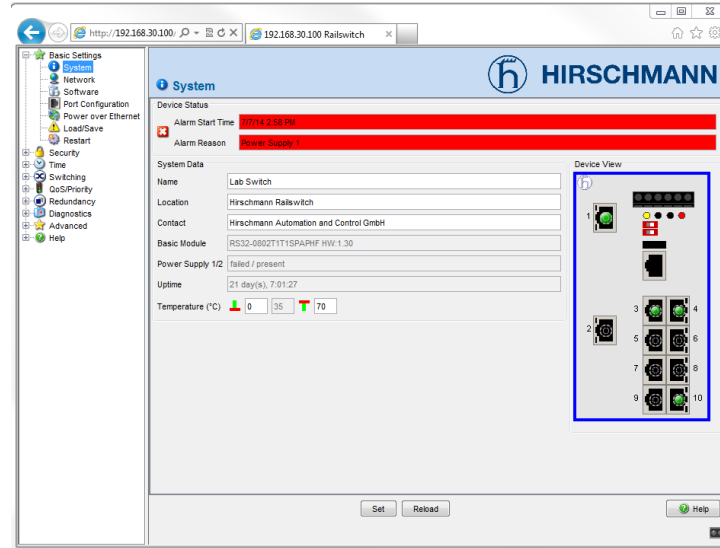 http://192.168.30.100/
192.168.30.100 Railswitch
Basic Settings
System
Network
Software
Port Configuration
Power over Ethernet
Load/Save
Restart
Security
Time
Switching
QoS/Priority
Redundancy
Diagnostics
Advanced
Help
System
HIRSCHMANN
Device Status
Alarm Start Time 7/7/14 2:58 PM
Alarm Reason Power Supply 1
System Data
Name Lab Switch
Location Hirschmann Railswitch
Contact Hirschmann Automation and Control GmbH
Basic Module RS32-0802T1T1SPAPHF HW:1.30
Power Supply 1/2 failed / present
Uptime 21 day(s), 7:01:27
Temperature (°C) 0 35 70
Device View
1
2
3 4
5 6
7 8
9 10
Set Reload Help